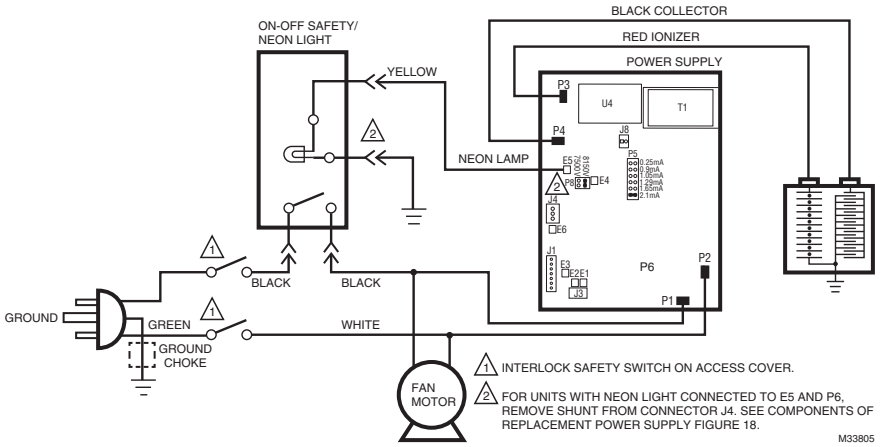 BLACK COLLECTOR
ON-OFF SAFETY/
NEON LIGHT
RED IONIZER
POWER SUPPLY
YELLOW
P3
U4
T1
2
P4
J8
NEON LAMP
E5
7500V
8150V
P5
0.25mA
0.9mA
1.05mA
1.29mA
1.65mA
2.1mA
2
P8
E4
J4
E6
1
J1
E3
E2E1
J3
P6
P2
P1
BLACK
BLACK
1
GROUND
GREEN
WHITE
GROUND
CHOKE
FAN
MOTOR
1 INTERLOCK SAFETY SWITCH ON ACCESS COVER.
2 FOR UNITS WITH NEON LIGHT CONNECTED TO E5 AND P6,
REMOVE SHUNT FROM CONNECTOR J4. SEE COMPONENTS OF
REPLACEMENT POWER SUPPLY FIGURE 18.
M33805